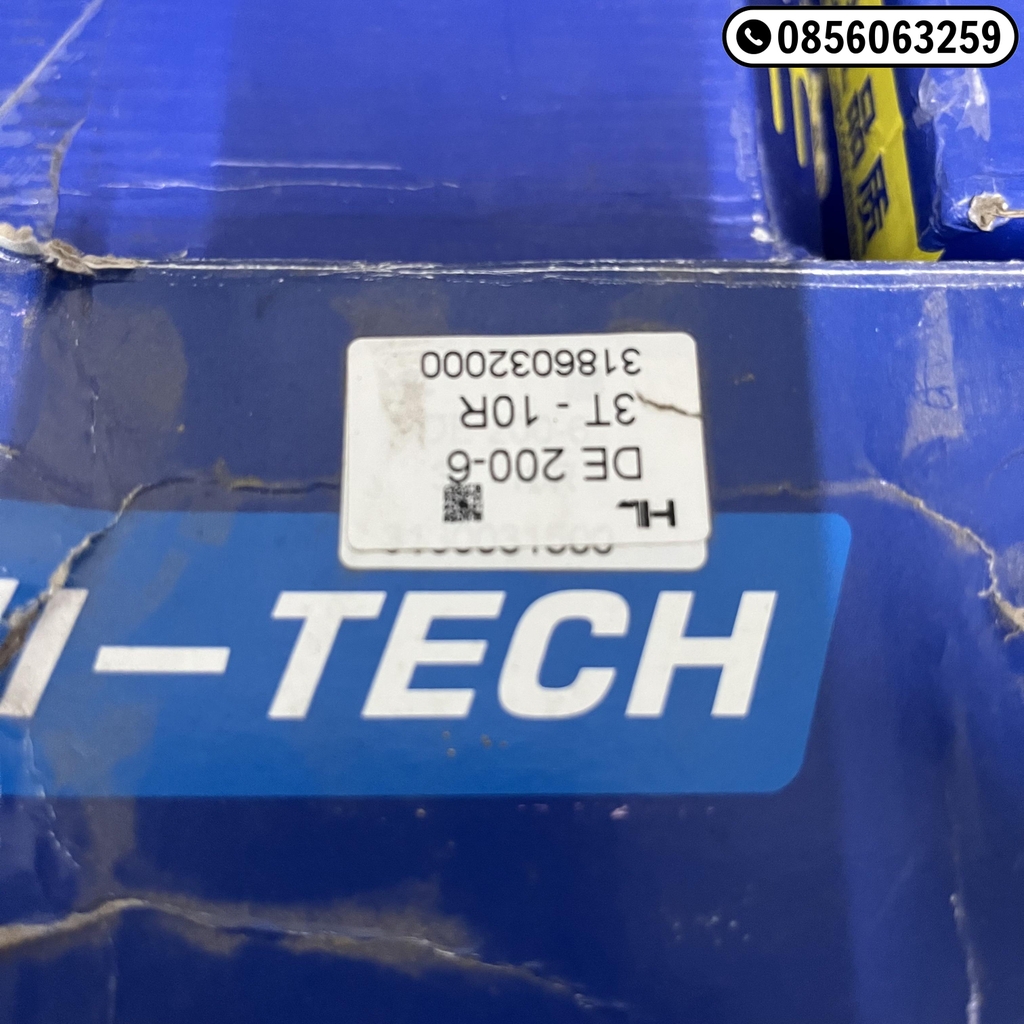 0856063259
HL
DE 200-6
3T - 10R
3186032000
-TECH